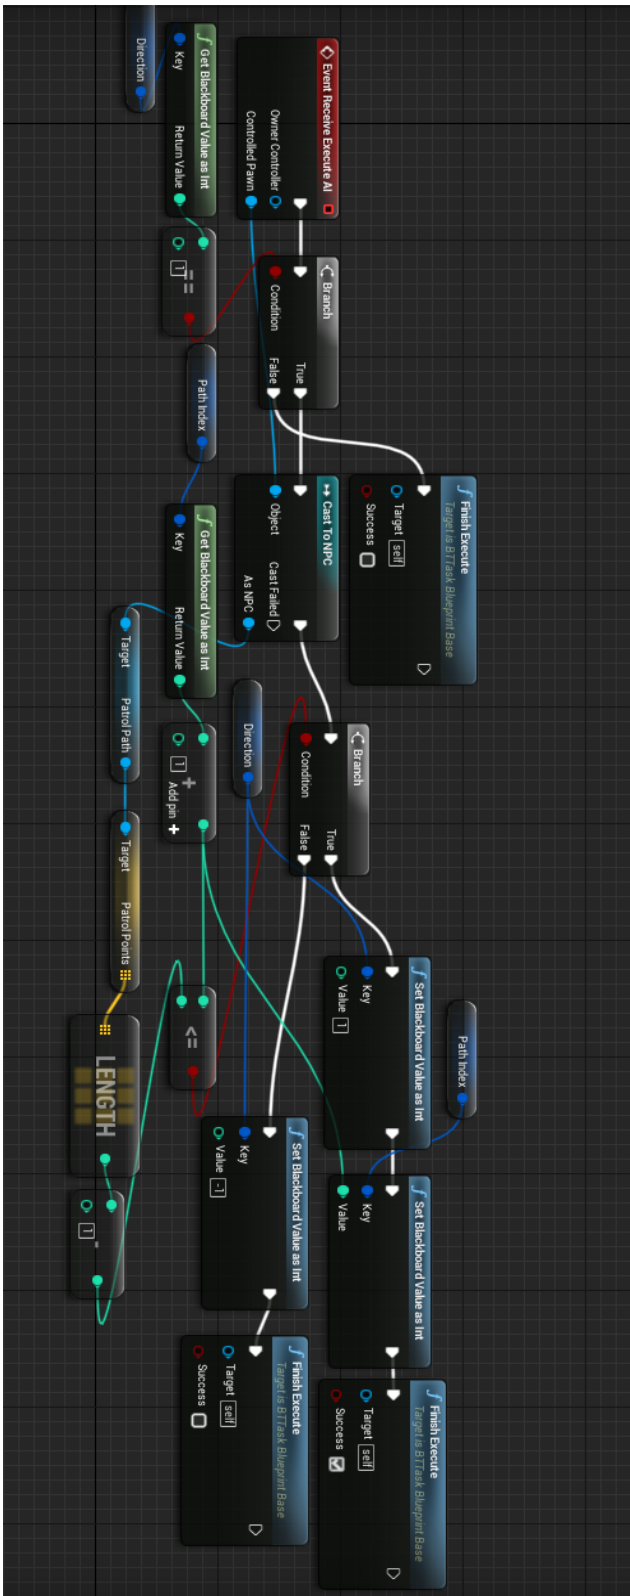 Event Receive Execute AI
Owner Controller
Controlled Pawn
Get Blackboard Value as Int
Key Return Value
Direction
==
1
Branch
True
Condition False
Path Index
Finish Execute
Target is BTTask Blueprint Base
Target self
Success
Cast To NPC
Object Cast Failed
As NPC
Get Blackboard Value as Int
Key Return Value
Target Patrol Path
Direction
+
1 Add pin +
Branch
Condition True
False
Target Patrol Points
<=
LENGTH
-
1
Set Blackboard Value as Int
Key
Value 1
Path Index
Set Blackboard Value as Int
Key
Value
Set Blackboard Value as Int
Key
Value -1
Finish Execute
Target is BTTask Blueprint Base
Target self
Success
Finish Execute
Target is BTTask Blueprint Base
Target self
Success